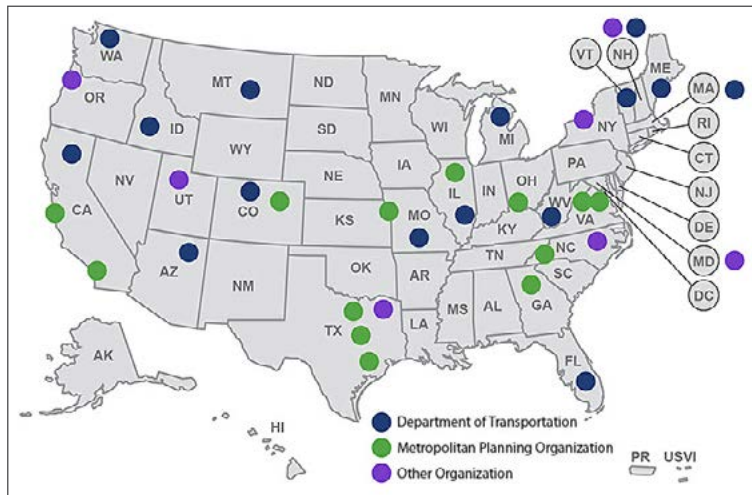 WA
MT
ND
MN
VT
NH
ME
MA
OR
ID
SD
WI
MI
NY
RI
WY
IA
PA
CT
NE
NV
UT
CO
IL
IN
OH
NJ
CA
KS
MO
KY
WV
VA
DE
AZ
NM
OK
AR
TN
NC
SC
MD
DC
TX
LA
MS
AL
GA
AK
FL
HI
Department of Transportation
Metropolitan Planning Organization
Other Organization
PR USVI